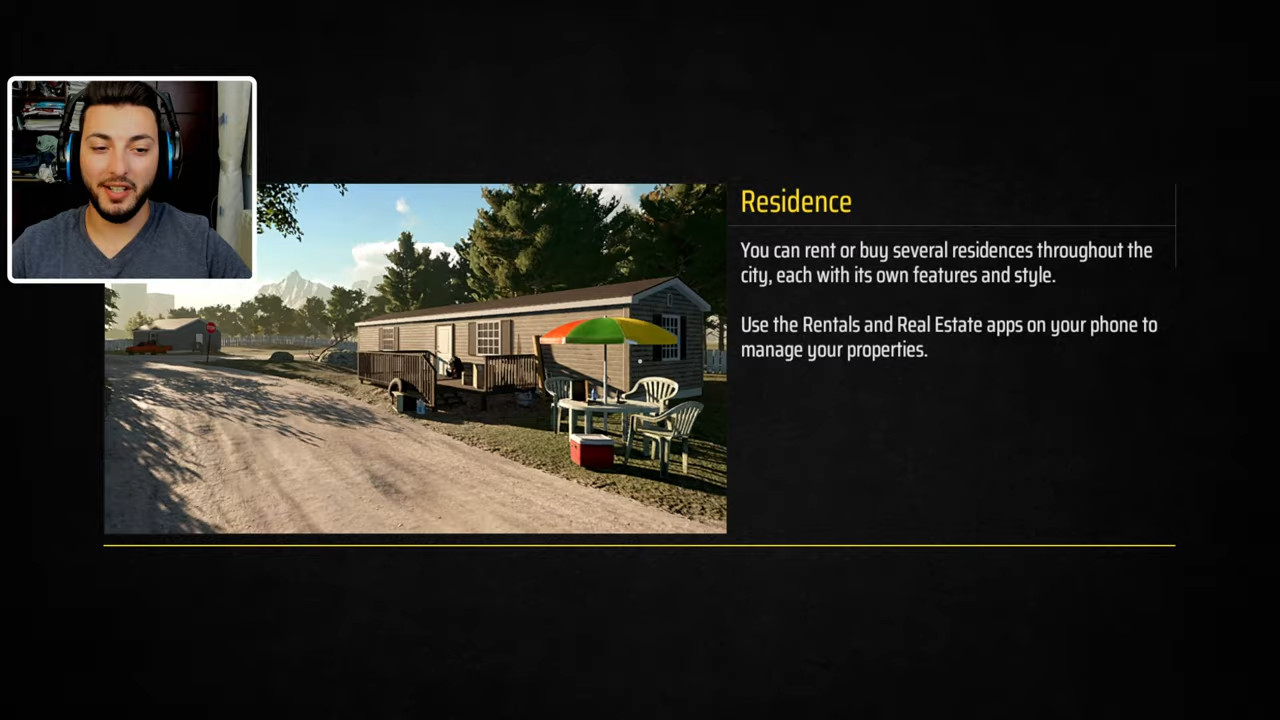 Residence
You can rent or buy several residences throughout the
city, each with its own features and style.
Use the Rentals and Real Estate apps on your phone to
manage your properties.